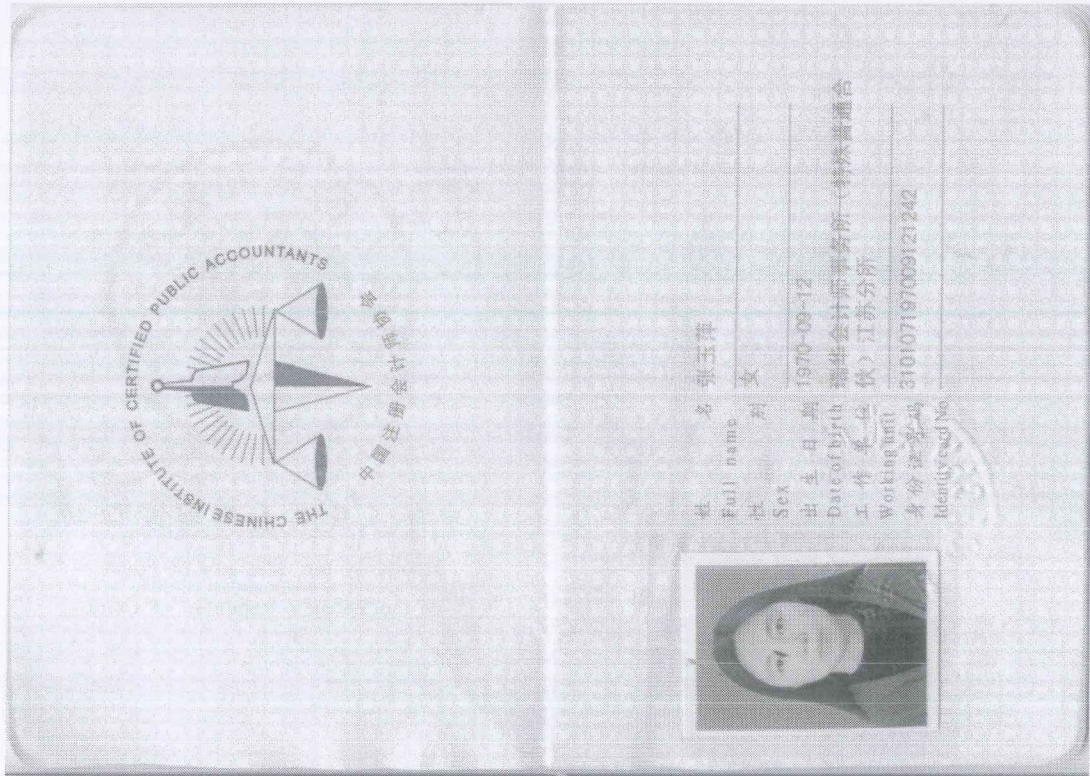 THE CHINESE INSTITUTE OF CERTIFIED PUBLIC ACCOUNTANTS
中国注册会计师协会
姓名 张玉萍
Full name
性别 女
Sex
出生日期 1970-09-12
Date of birth
工作单位 瑞华会计师事务所（特殊普通合
Working unit 伙）江苏分所
身份证号码 310107197009121242
Identity card No